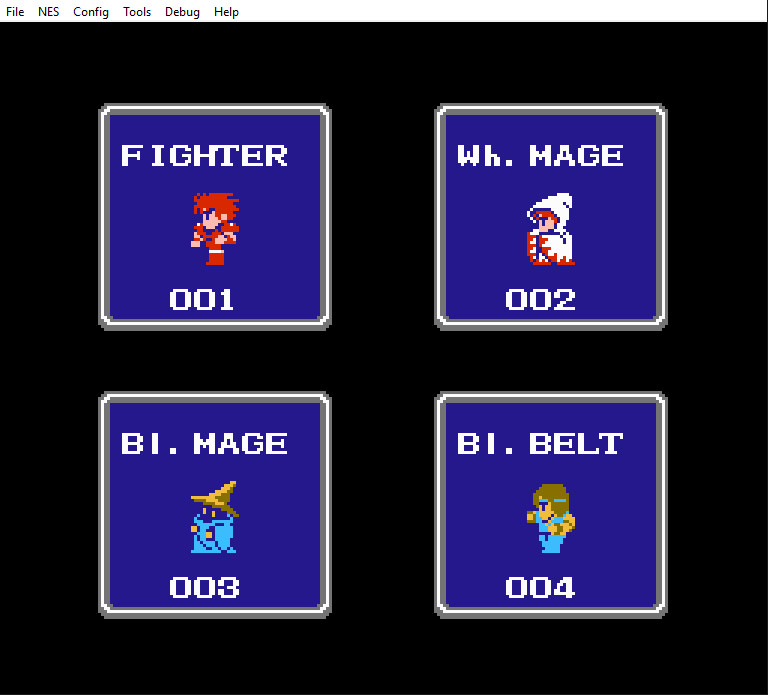 File NES Config Tools Debug Help
FIGHTER
001
Wh. MAGE
002
Bl. MAGE
003
Bl. BELT
004